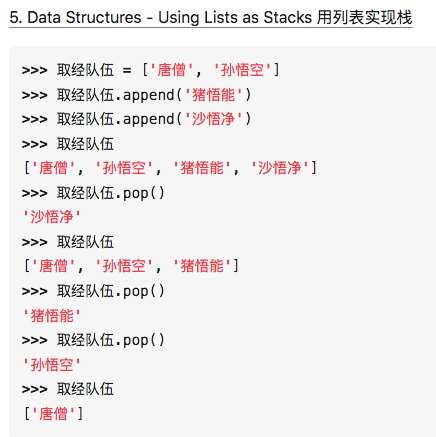 5. Data Structures - Using Lists as Stacks 用列表实现栈
>>> 取经队伍 = ['唐僧', '孙悟空']
>>> 取经队伍.append('猪悟能')
>>> 取经队伍.append('沙悟净')
>>> 取经队伍
['唐僧', '孙悟空', '猪悟能', '沙悟净']
>>> 取经队伍.pop()
'沙悟净'
>>> 取经队伍
['唐僧', '孙悟空', '猪悟能']
>>> 取经队伍.pop()
'猪悟能'
>>> 取经队伍.pop()
'孙悟空'
>>> 取经队伍
['唐僧']